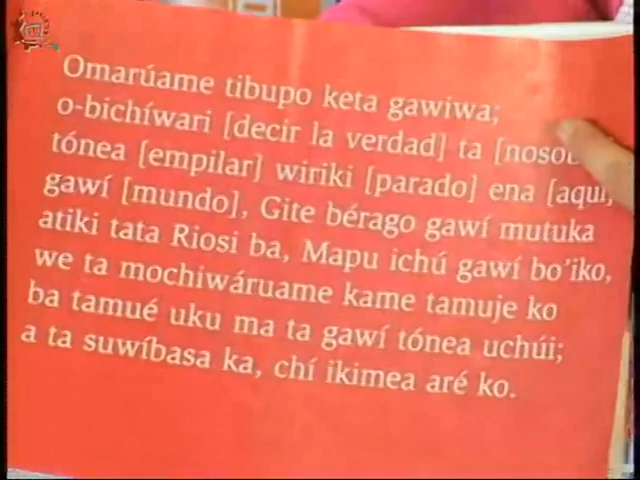 Omarúame tibupo keta gawiwa;
o-bichíwari [decir la verdad] ta
tónea [empilar] wiriki [parado] ena [aquí,
gawí [mundo], Gite bérago gawí mutuka
atiki tata Riosi ba, Mapu ichú gawí bo'iko,
we ta mochiwáruame kame tamuje ko
ba tamué uku ma ta gawí tónea uchúi;
a ta suwíbasa ka, chí ikimea aré ko.